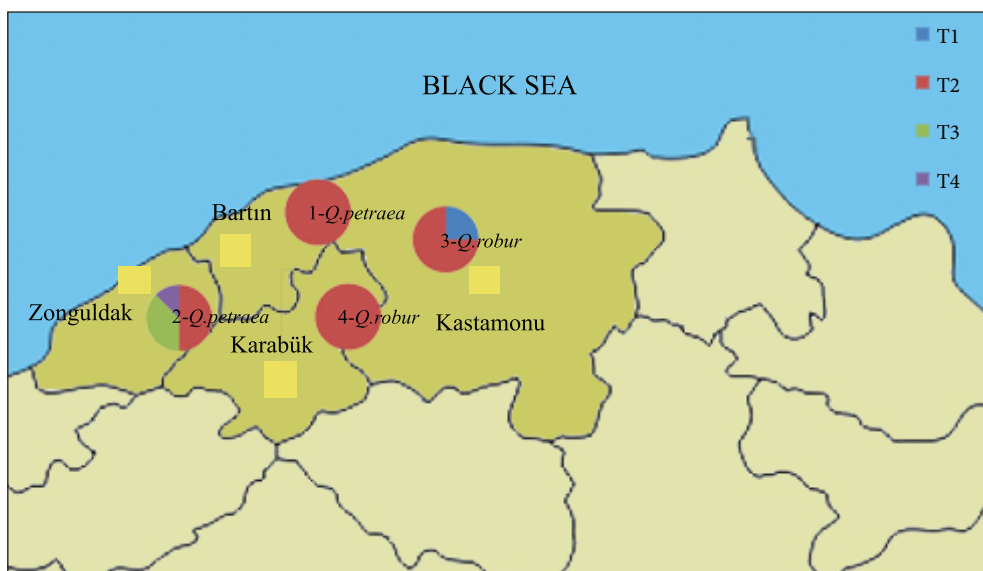 T1
BLACK SEA
T2
T3
T4
Bartın
1-Q.petraea
3-Q.robur
Zonguldak
2-Q.petraea
4-Q.robur
Kastamonu
Karabük